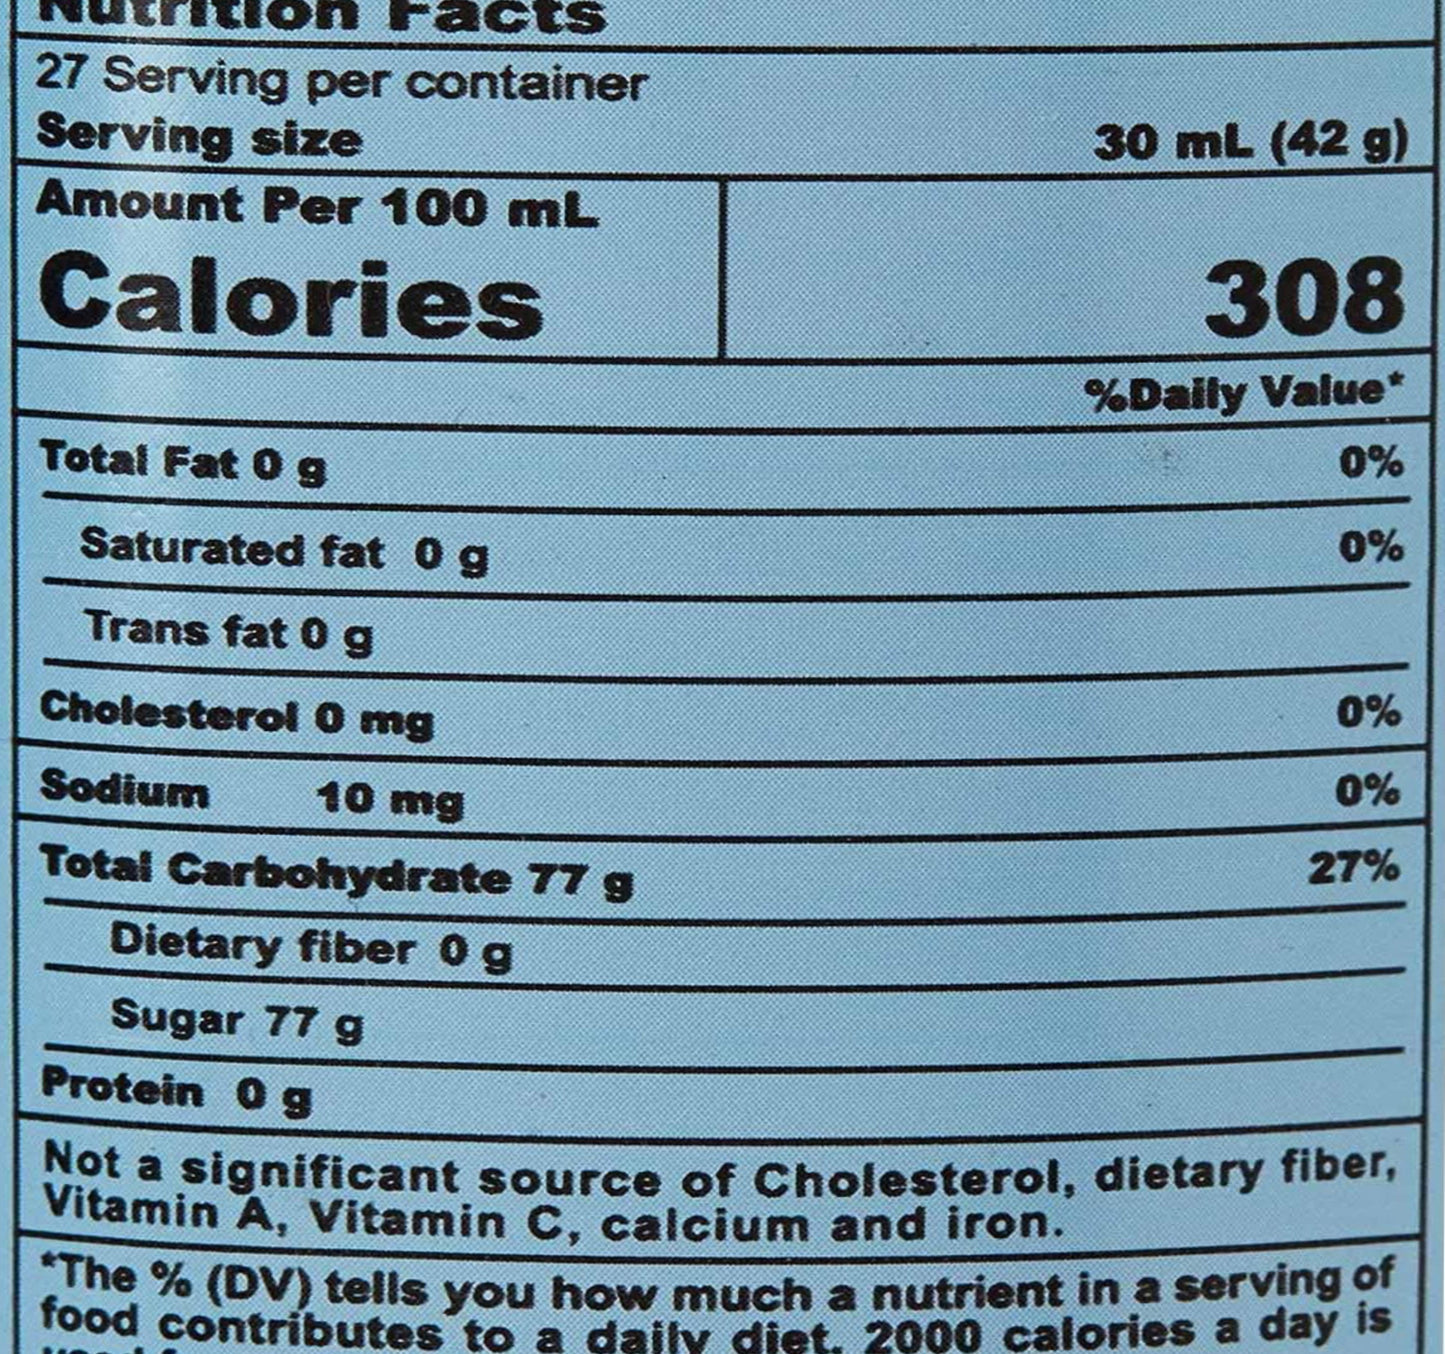 Nutrition Facts
27 Serving per container
Serving size 30 mL (42 g)
Amount Per 100 mL
Calories 308
%Daily Value*
Total Fat 0 g 0%
Saturated fat 0 g 0%
Trans fat 0 g
Cholesterol 0 mg 0%
Sodium 10 mg 0%
Total Carbohydrate 77 g 27%
Dietary fiber 0 g
Sugar 77 g
Protein 0 g
Not a significant source of Cholesterol, dietary fiber,
Vitamin A, Vitamin C, calcium and iron.
*The % (DV) tells you how much a nutrient in a serving of
food contributes to a daily diet. 2000 calories a day is